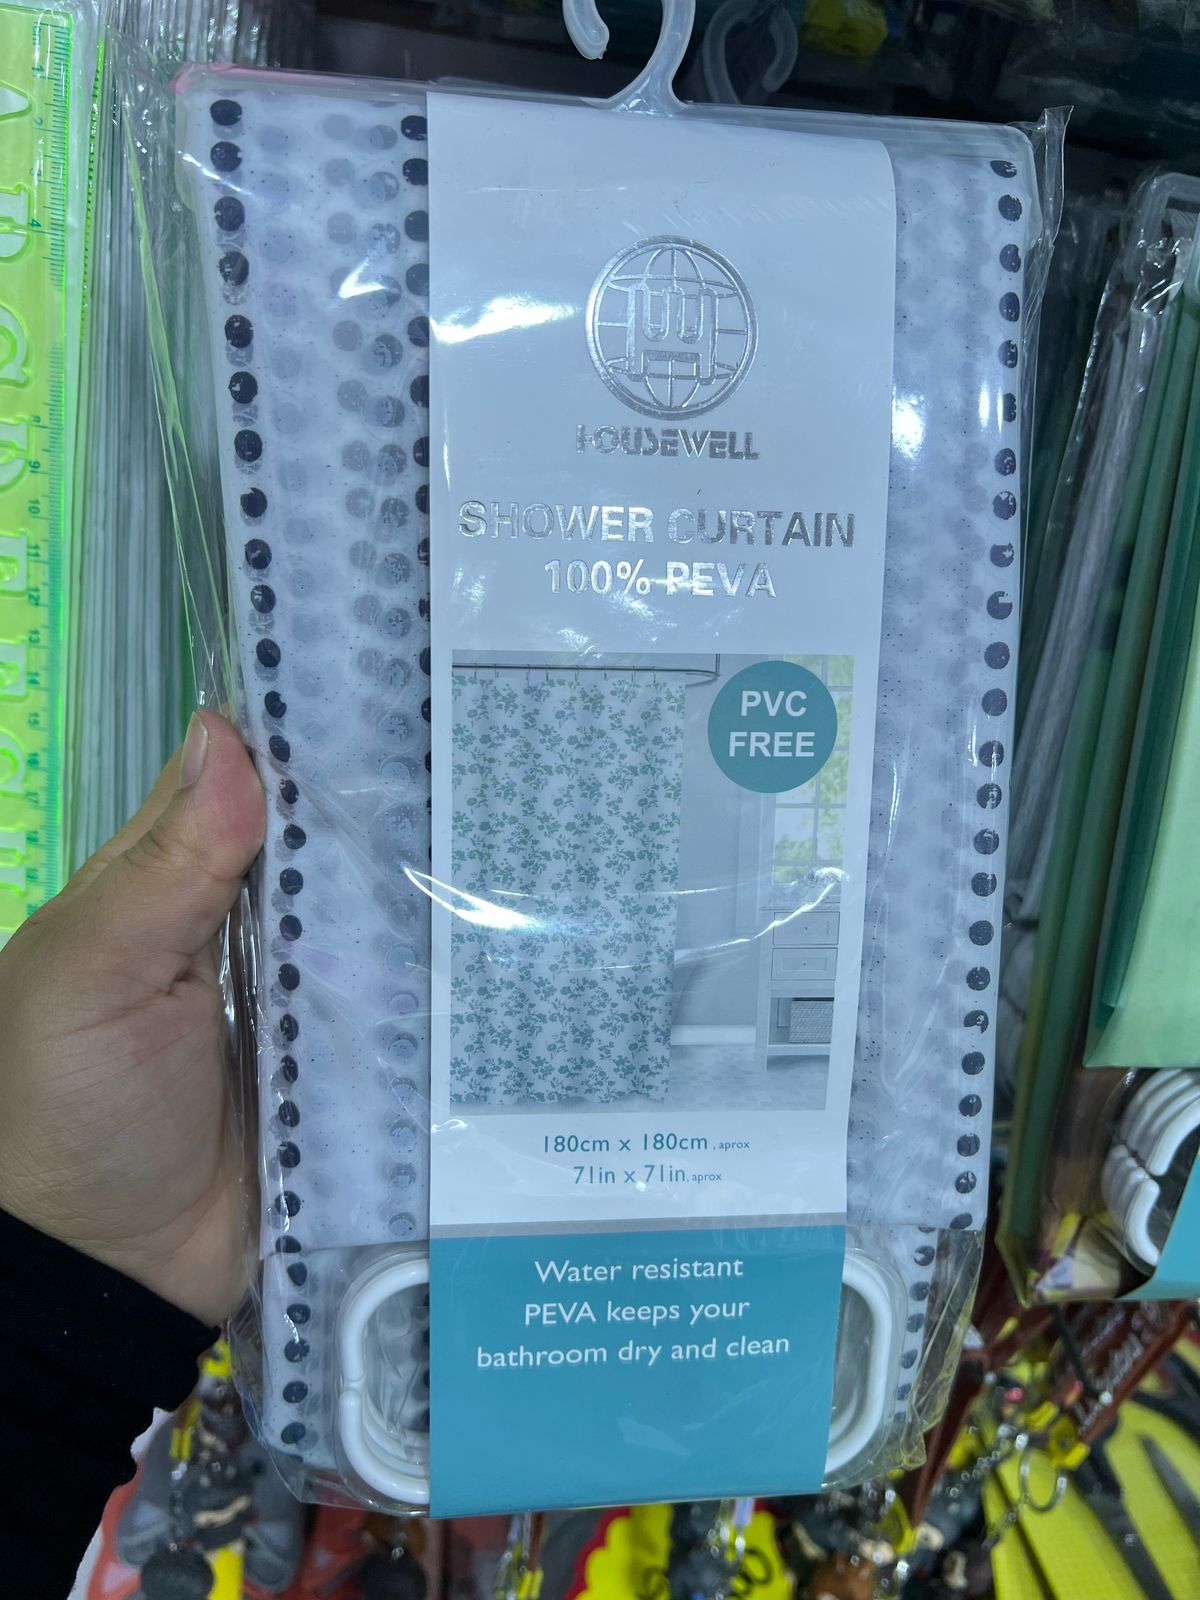 HOUSEWELL
SHOWER CURTAIN
100% PEVA
PVC
FREE
180cm x 180cm, aprox
71in x 71in, aprox
Water resistant
PEVA keeps your
bathroom dry and clean